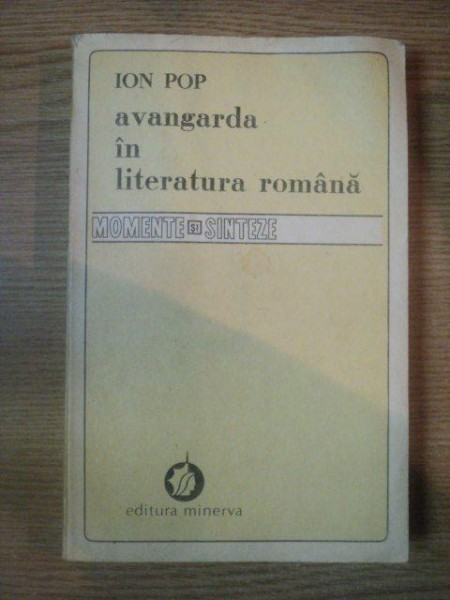 ION POP
avangarda
în
literatura română
MOMENTE ȘI SINTEZE
editura minerva